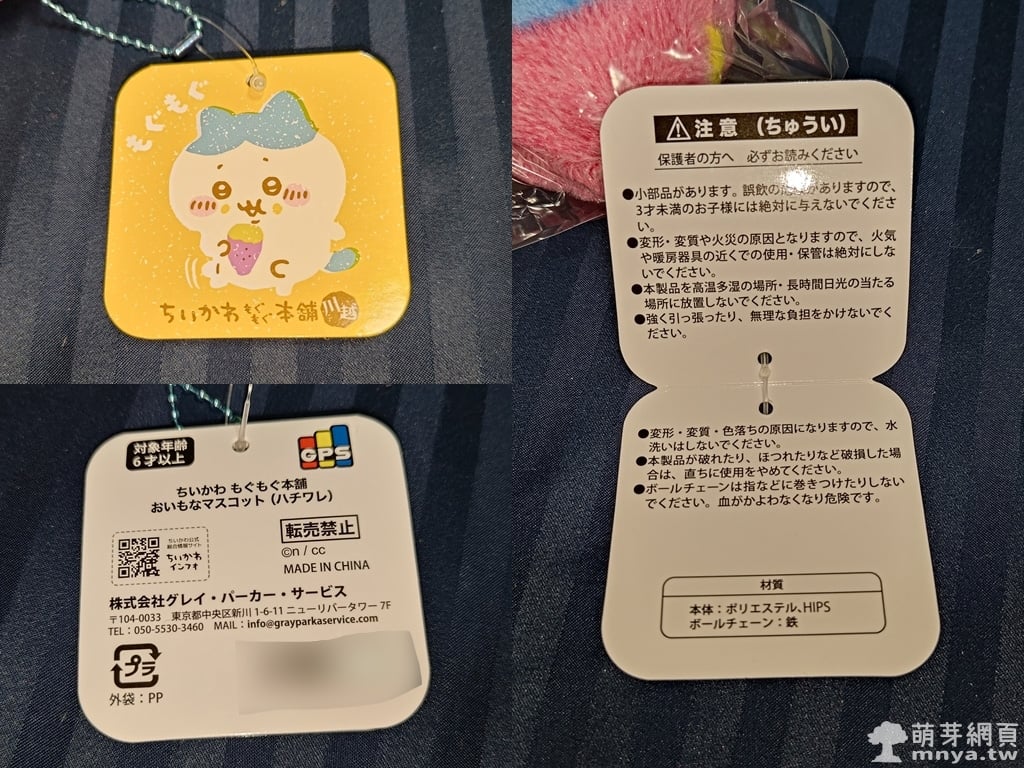 もぐもぐ
ちいかわもぐもぐ本舗 川越
対象年齢
6才以上
GPS
ちいかわ もぐもぐ本舗
おいもなマスコット（ハチワレ）
転売禁止
ちいかわ公式
総合情報サイト
ちいかわ
インフォ
©n / cc
MADE IN CHINA
株式会社グレイ・パーカー・サービス
〒104-0033 東京都中央区新川 1-6-11 ニューリバータワー 7F
TEL：050-5530-3460 MAIL：info@grayparkaservice.com
プラ
外袋：PP
注意（ちゅうい）
保護者の方へ 必ずお読みください
●小部品があります。誤飲の がありますので、
3才未満のお子様には絶対に与えないでくださ
い。
●変形・変質や火災の原因となりますので、火気
や暖房器具の近くでの使用・保管は絶対にしな
いでください。
●本製品を高温多湿の場所・長時間日光の当たる
場所に放置しないでください。
●強く引っ張ったり、無理な負担をかけないでく
ださい。
●変形・変質・色落ちの原因になりますので、水
洗いはしないでください。
●本製品が破れたり、ほつれたりなど破損した場
合は、直ちに使用をやめてください。
●ボールチェーンは指などに巻きつけたりしない
でください。血がかよわなくなり危険です。
材質
本体：ポリエステル、HIPS
ボールチェーン：鉄
萌芽網頁
mnya.tw